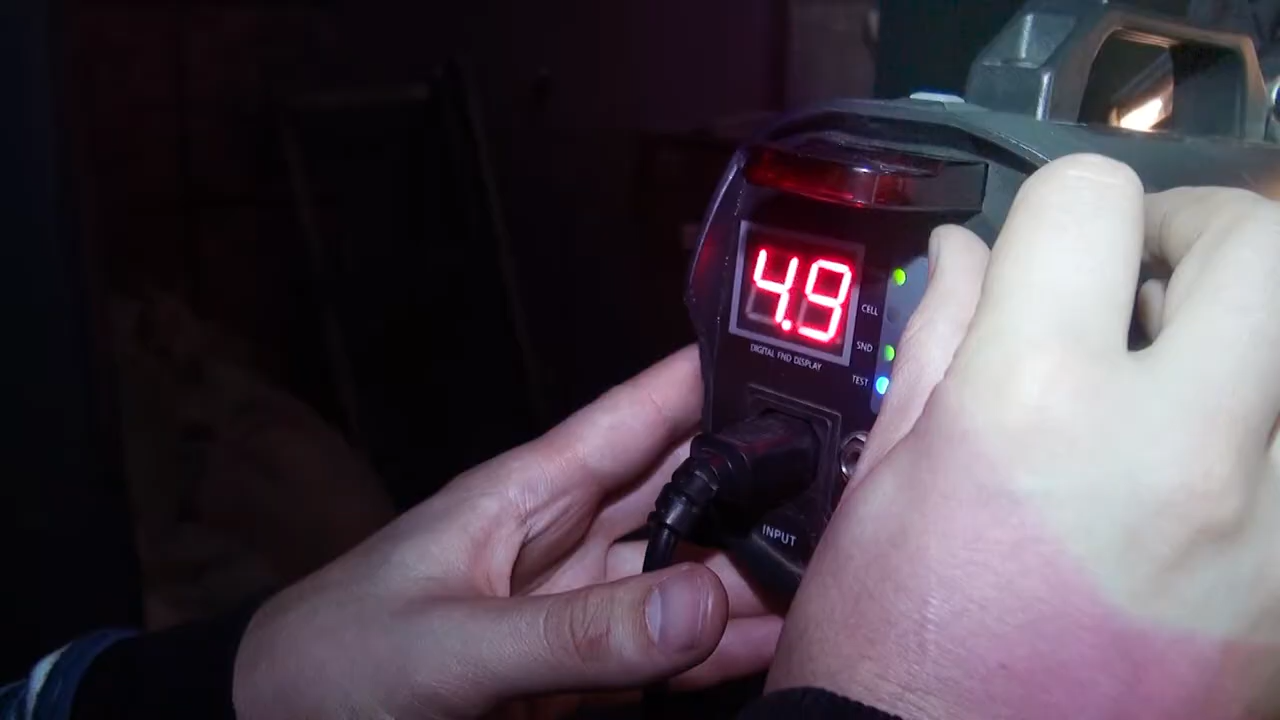 4.9
CELL
SND
DIGITAL FND DISPLAY
TEST
INPUT